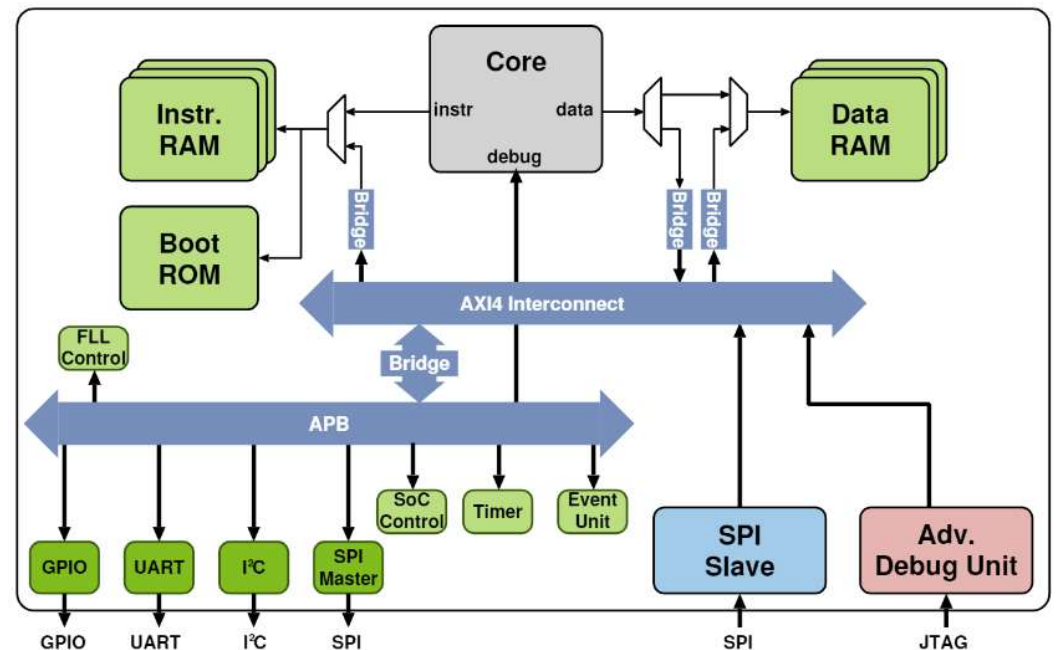 Core
instr
data
debug
Instr.
RAM
Data
RAM
Boot
ROM
Bridge
Bridge
Bridge
AXI4 Interconnect
FLL
Control
Bridge
APB
SoC
Control
Timer
Event
Unit
GPIO
UART
I²C
SPI
Master
SPI
Slave
Adv.
Debug Unit
GPIO
UART
I²C
SPI
SPI
JTAG